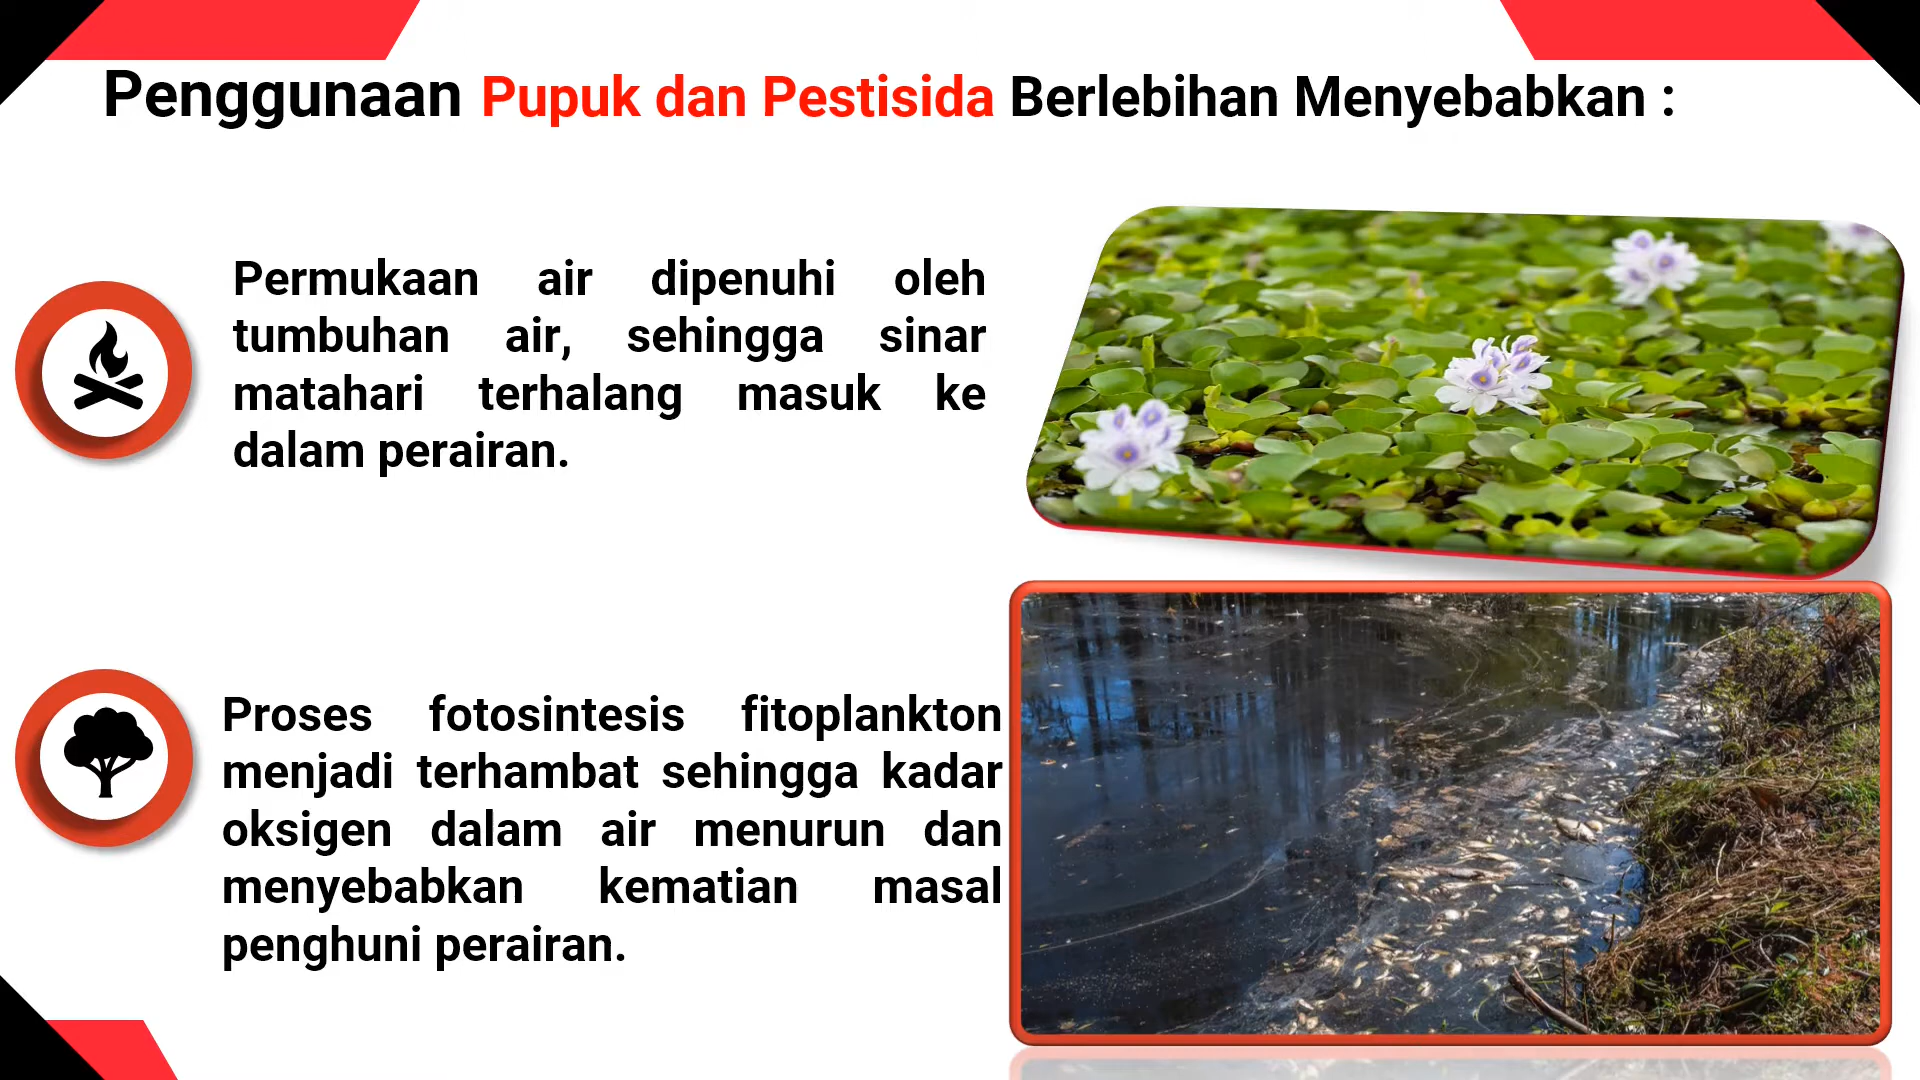 Penggunaan Pupuk dan Pestisida Berlebihan Menyebabkan :
Permukaan air dipenuhi oleh
tumbuhan air, sehingga sinar
matahari terhalang masuk ke
dalam perairan.
Proses fotosintesis fitoplankton
menjadi terhambat sehingga kadar
oksigen dalam air menurun dan
menyebabkan kematian masal
penghuni perairan.